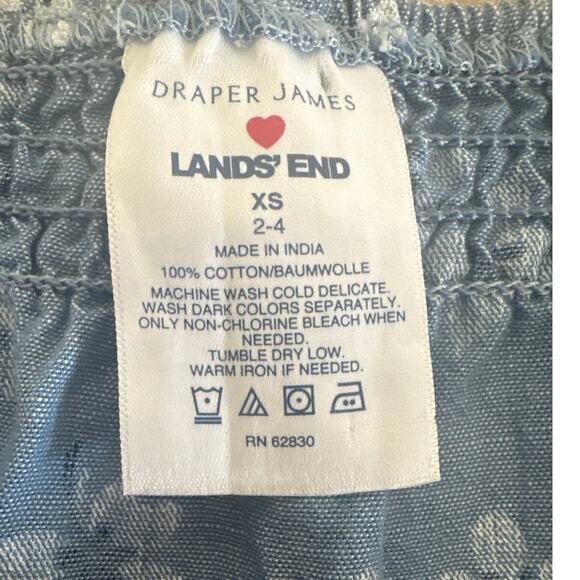 DRAPER JAMES
LANDS' END
XS
2-4
MADE IN INDIA
100% COTTON/BAUMWOLLE
MACHINE WASH COLD DELICATE.
WASH DARK COLORS SEPARATELY.
ONLY NON-CHLORINE BLEACH WHEN
NEEDED.
TUMBLE DRY LOW.
WARM IRON IF NEEDED.
RN 62830